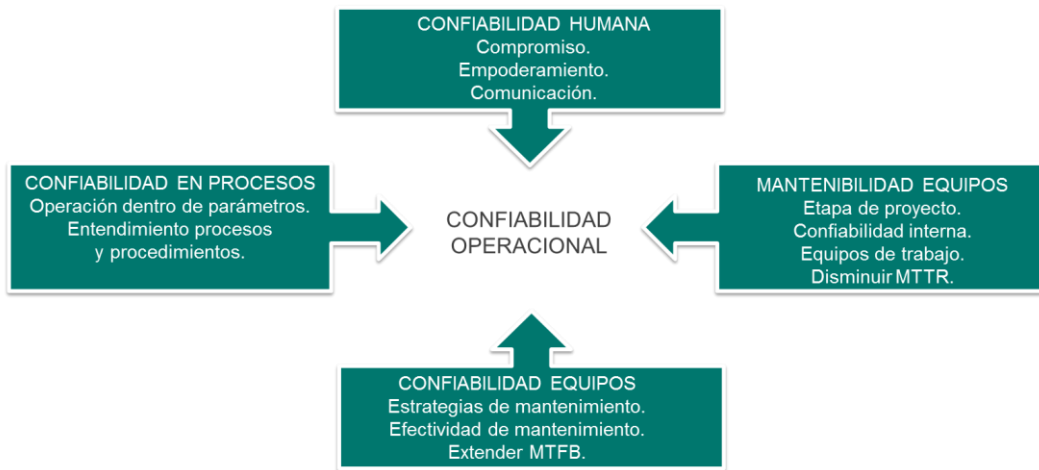 CONFIABILIDAD HUMANA
Compromiso.
Empoderamiento.
Comunicación.
CONFIABILIDAD EN PROCESOS
Operación dentro de parámetros.
Entendimiento procesos
y procedimientos.
CONFIABILIDAD
OPERACIONAL
MANTENIBILIDAD EQUIPOS
Etapa de proyecto.
Confiabilidad interna.
Equipos de trabajo.
Disminuir MTTR.
CONFIABILIDAD EQUIPOS
Estrategias de mantenimiento.
Efectividad de mantenimiento.
Extender MTFB.